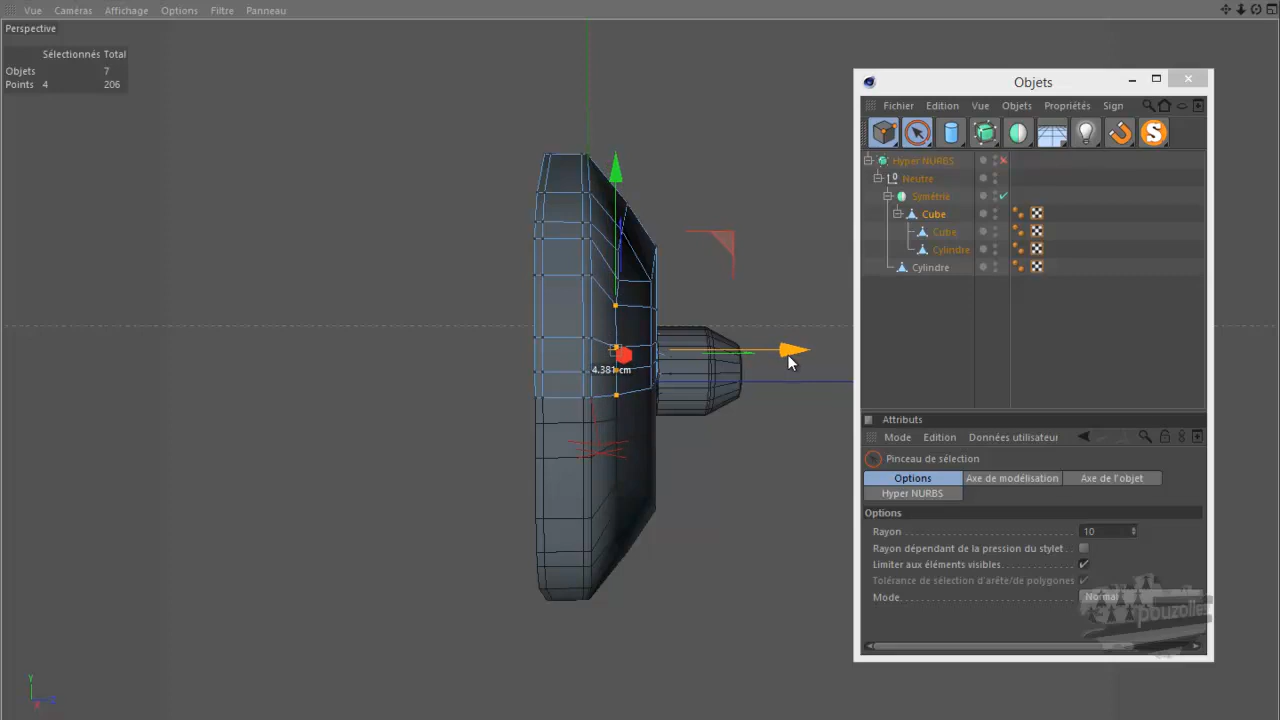 Vue Caméras Affichage Options Filtre Panneau
Perspective
Sélectionnés Total
Objets 7
Points 4 206
4.381 cm
Y
Objets
Fichier Edition Vue Objets Propriétés Sign
S
Hyper NURBS
Neutre
Symétrie
Cube
Cube
Cylindre
Cylindre
Attributs
Mode Edition Données utilisateur
Pinceau de sélection
Options Axe de modélisation Axe de l'objet
Hyper NURBS
Options
Rayon 10
Rayon dépendant de la pression du stylet
Limiter aux éléments visibles
Tolérance de sélection d'arête/de polygones
Mode Normal
pouzolles